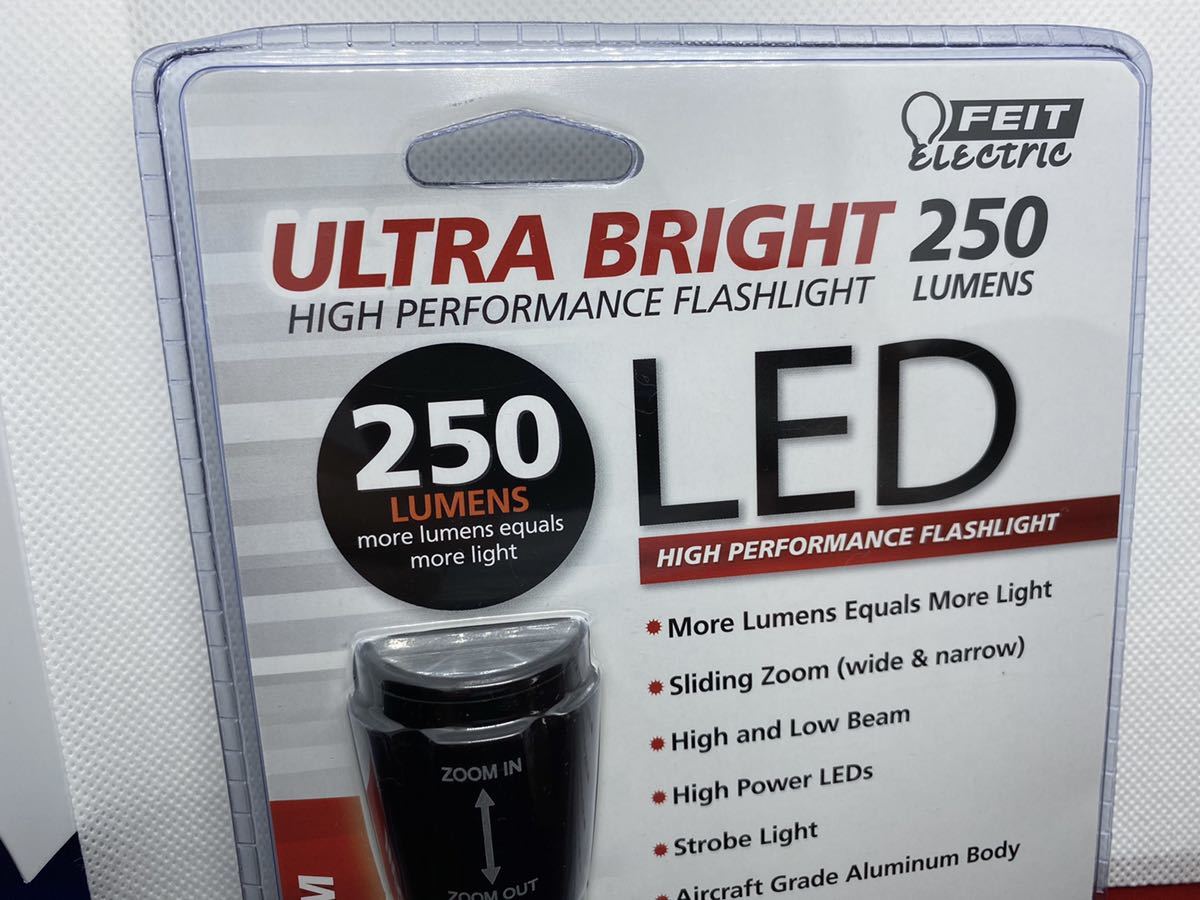 FEIT
Electric
ULTRA BRIGHT 250
HIGH PERFORMANCE FLASHLIGHT LUMENS
250
LUMENS
more lumens equals
more light
LED
HIGH PERFORMANCE FLASHLIGHT
More Lumens Equals More Light
Sliding Zoom (wide & narrow)
High and Low Beam
High Power LEDs
Strobe Light
Aircraft Grade Aluminum Body
ZOOM IN
ZOOM OUT
M